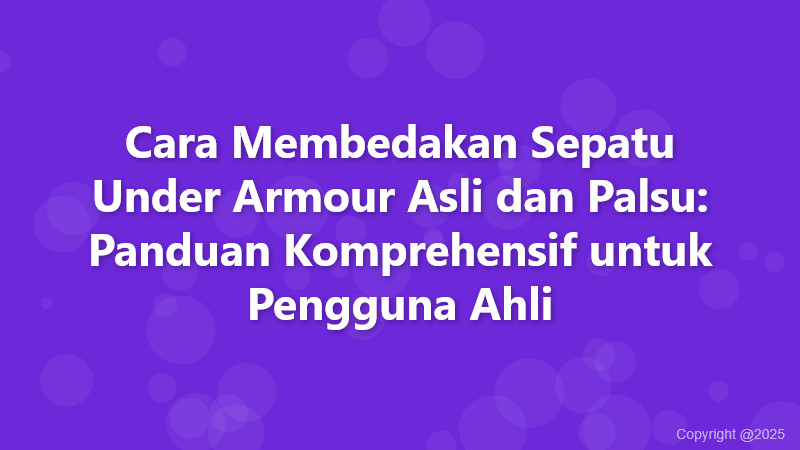 Cara Membedakan Sepatu
Under Armour Asli dan Palsu:
Panduan Komprehensif untuk
Pengguna Ahli
Copyright @2025